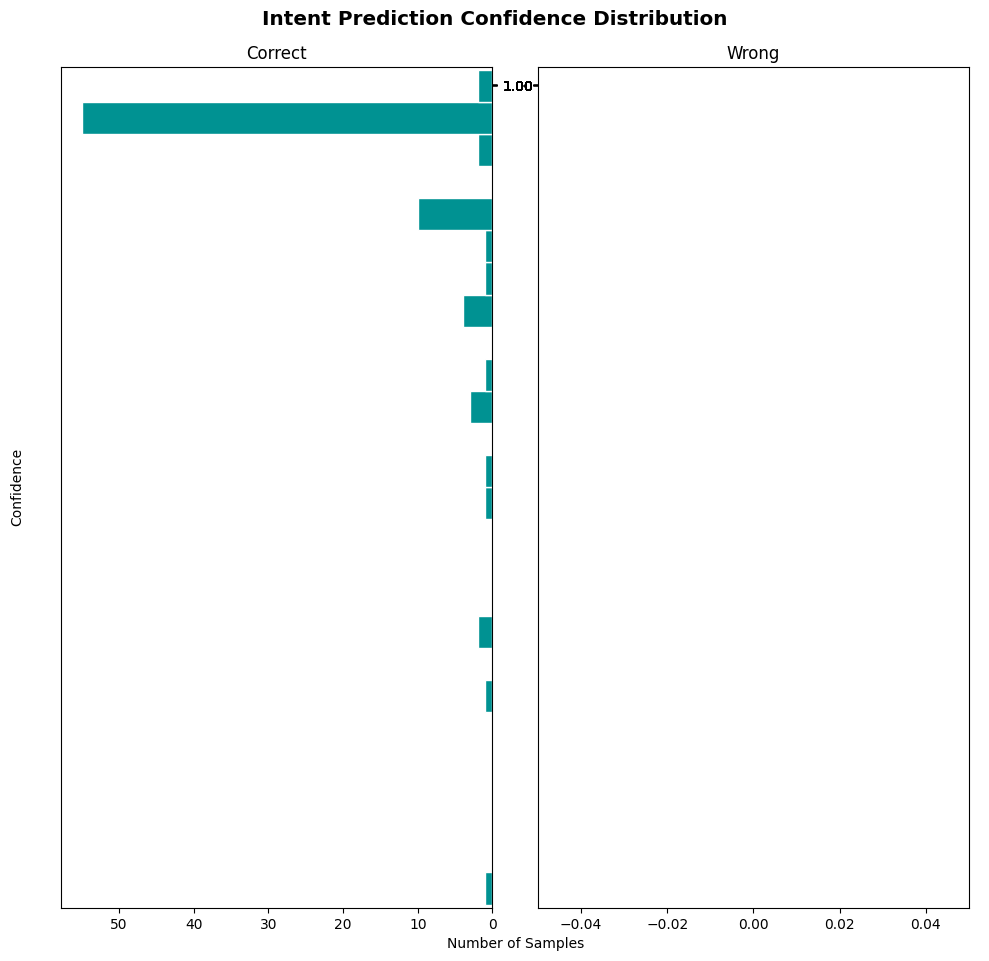 Intent Prediction Confidence Distribution
Correct
Wrong
1.00
Confidence
50 40 30 20 10 0
−0.04 −0.02 0.00 0.02 0.04
Number of Samples